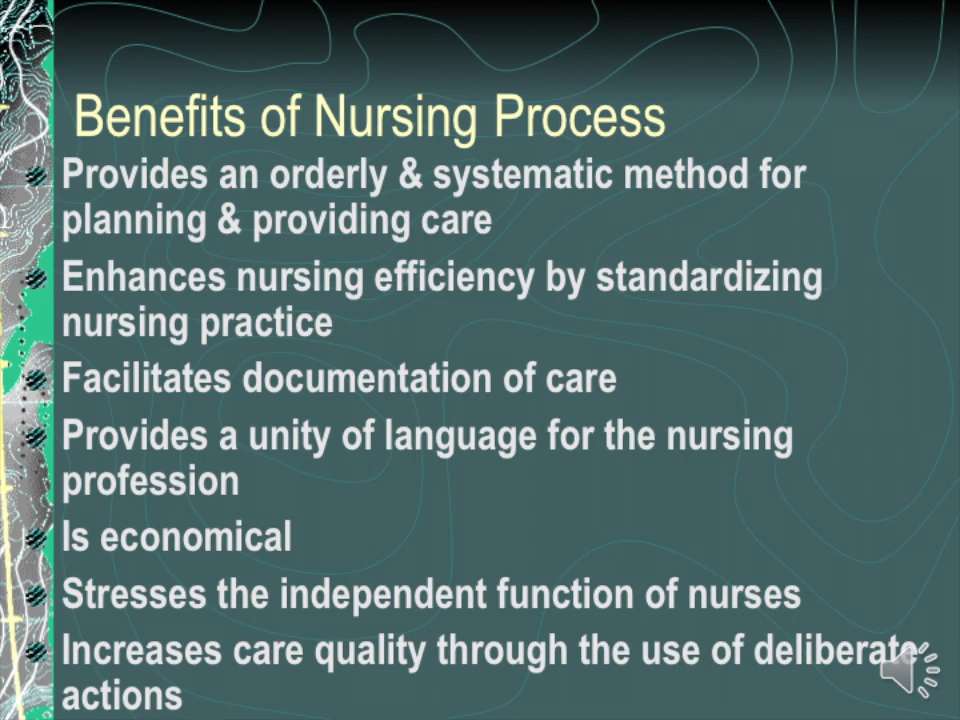 Benefits of Nursing Process
Provides an orderly & systematic method for
planning & providing care
Enhances nursing efficiency by standardizing
nursing practice
Facilitates documentation of care
Provides a unity of language for the nursing
profession
Is economical
Stresses the independent function of nurses
Increases care quality through the use of deliberate
actions